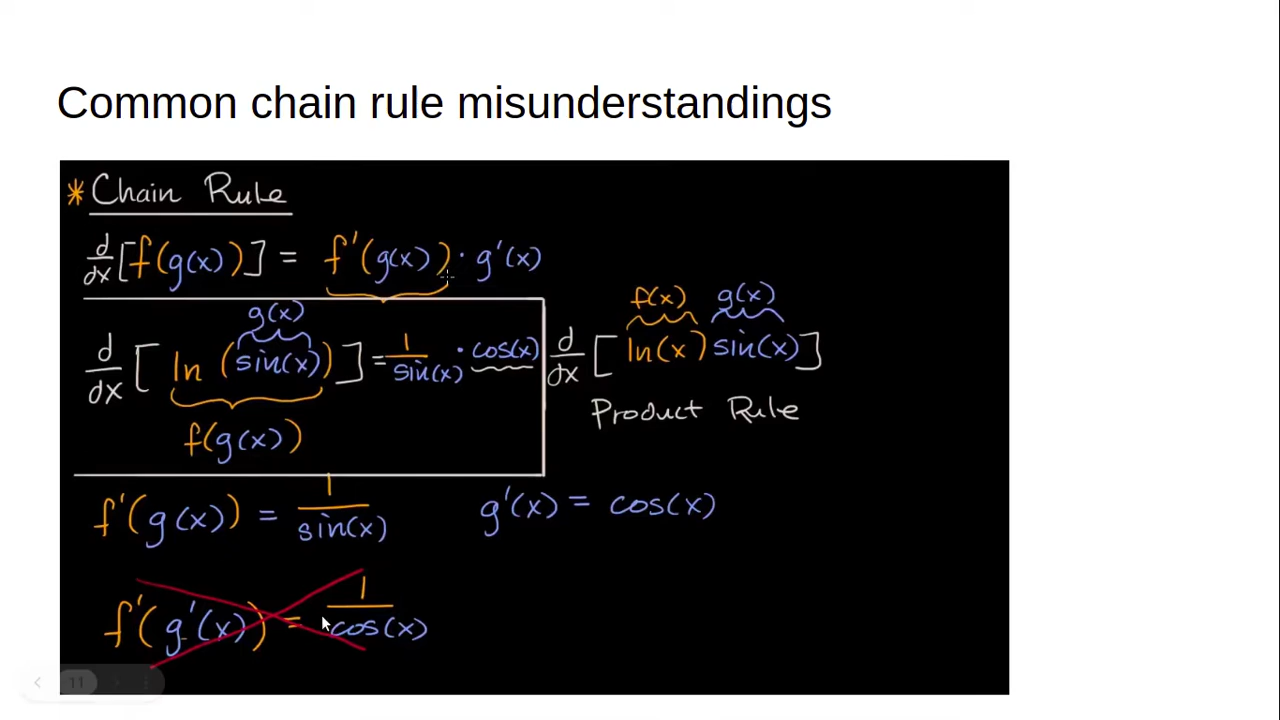 Common chain rule misunderstandings
* Chain Rule
d/dx [f(g(x))] = f'(g(x)) · g'(x)
g(x)
d/dx [ ln (sin(x)) ] = 1/sin(x) · cos(x)
f(g(x))
f(x) g(x)
d/dx [ ln(x) sin(x) ]
Product Rule
f'(g(x)) = 1/sin(x) g'(x) = cos(x)
f'(g'(x)) = 1/cos(x)
11